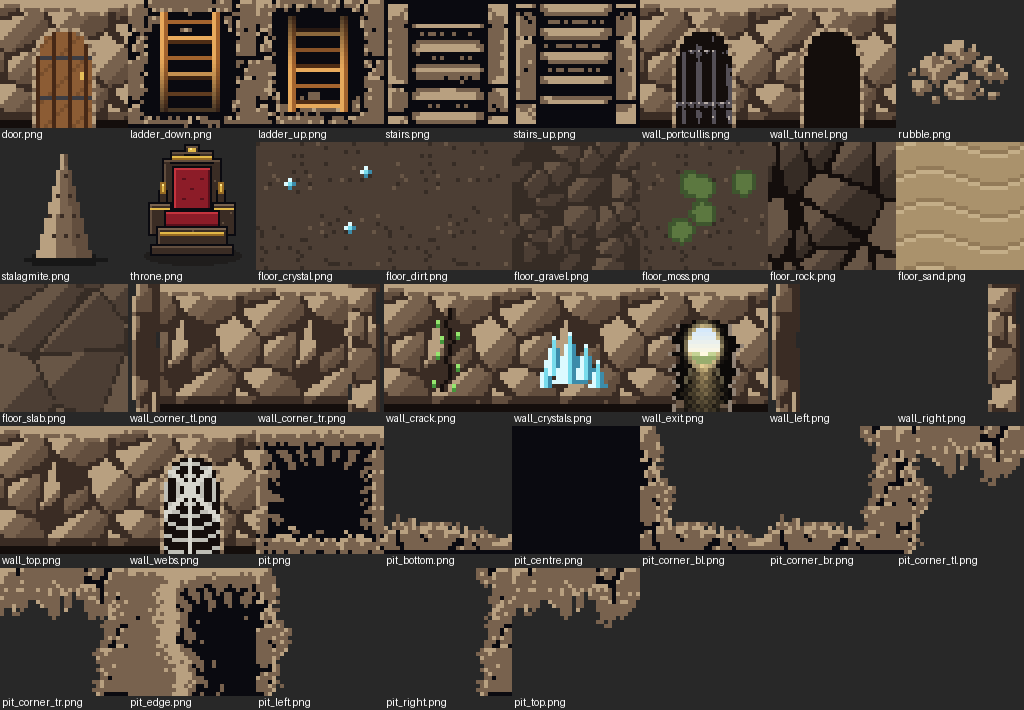 door.png ladder_down.png ladder_up.png stairs.png stairs_up.png wall_portcullis.png wall_tunnel.png rubble.png
stalagmite.png throne.png floor_crystal.png floor_dirt.png floor_gravel.png floor_moss.png floor_rock.png floor_sand.png
floor_slab.png wall_corner_tl.png wall_corner_tr.png wall_crack.png wall_crystals.png wall_exit.png wall_left.png wall_right.png
wall_top.png wall_webs.png pit.png pit_bottom.png pit_centre.png pit_corner_bl.png pit_corner_br.png pit_corner_tl.png
pit_corner_tr.png pit_edge.png pit_left.png pit_right.png pit_top.png